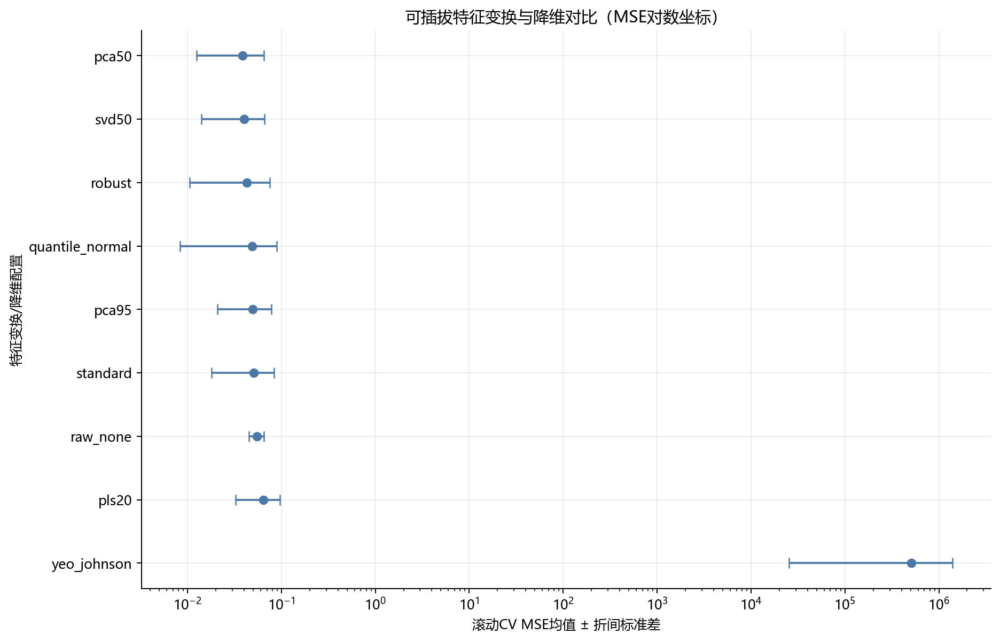 可插拔特征变换与降维对比（MSE对数坐标）
特征变换/降维配置
pca50
svd50
robust
quantile_normal
pca95
standard
raw_none
pls20
yeo_johnson
10⁻² 10⁻¹ 10⁰ 10¹ 10² 10³ 10⁴ 10⁵ 10⁶
滚动CV MSE均值 ± 折间标准差